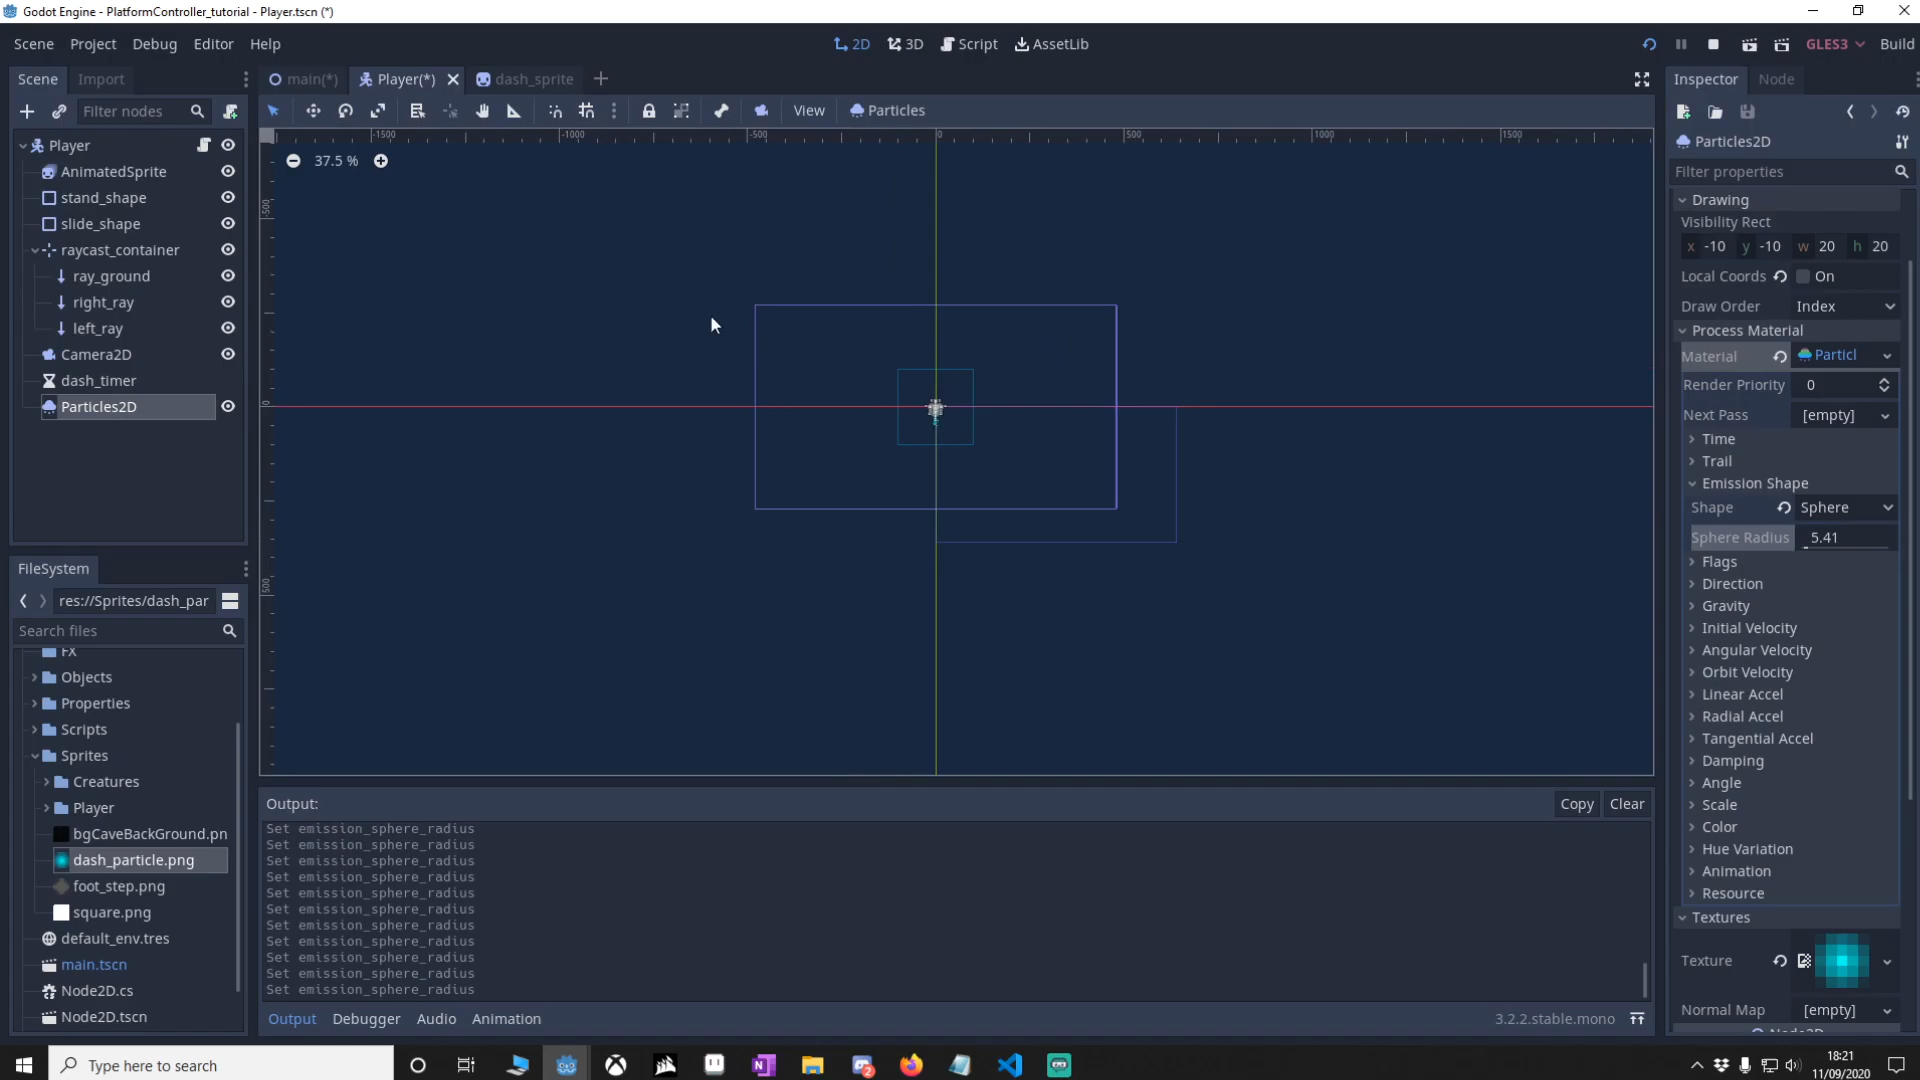 Godot Engine - PlatformController_tutorial - Player.tscn (*)
Scene Project Debug Editor Help
2D 3D Script AssetLib
GLES3 Build
Scene Import
main(*) Player(*) dash_sprite
Inspector Node
Filter nodes
View Particles
Particles2D
Filter properties
Player
AnimatedSprite
stand_shape
slide_shape
raycast_container
ray_ground
right_ray
left_ray
Camera2D
dash_timer
Particles2D
-1500 -1000 -500 0 500 1000 1500
-500
0
500
37.5 %
Drawing
Visibility Rect
x -10 y -10 w 20 h 20
Local Coords On
Draw Order Index
Process Material
Material Particl
Render Priority 0
Next Pass [empty]
Time
Trail
Emission Shape
Shape Sphere
Sphere Radius 5.41
Flags
Direction
Gravity
Initial Velocity
Angular Velocity
Orbit Velocity
Linear Accel
Radial Accel
Tangential Accel
Damping
Angle
Scale
Color
Hue Variation
Animation
Resource
Textures
Texture
Normal Map [empty]
FileSystem
res://Sprites/dash_par
Search files
FX
Objects
Properties
Scripts
Sprites
Creatures
Player
bgCaveBackGround.pn
dash_particle.png
foot_step.png
square.png
default_env.tres
main.tscn
Node2D.cs
Node2D.tscn
Output:
Copy Clear
Set emission_sphere_radius
Set emission_sphere_radius
Set emission_sphere_radius
Set emission_sphere_radius
Set emission_sphere_radius
Set emission_sphere_radius
Set emission_sphere_radius
Set emission_sphere_radius
Set emission_sphere_radius
Set emission_sphere_radius
Set emission_sphere_radius
Output Debugger Audio Animation
3.2.2.stable.mono
Type here to search
18:21
11/09/2020